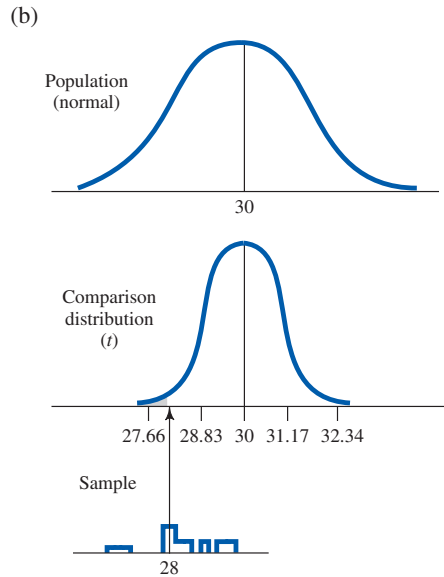 (b)
Population
(normal)
30
Comparison
distribution
(t)
27.66 28.83 30 31.17 32.34
Sample
28